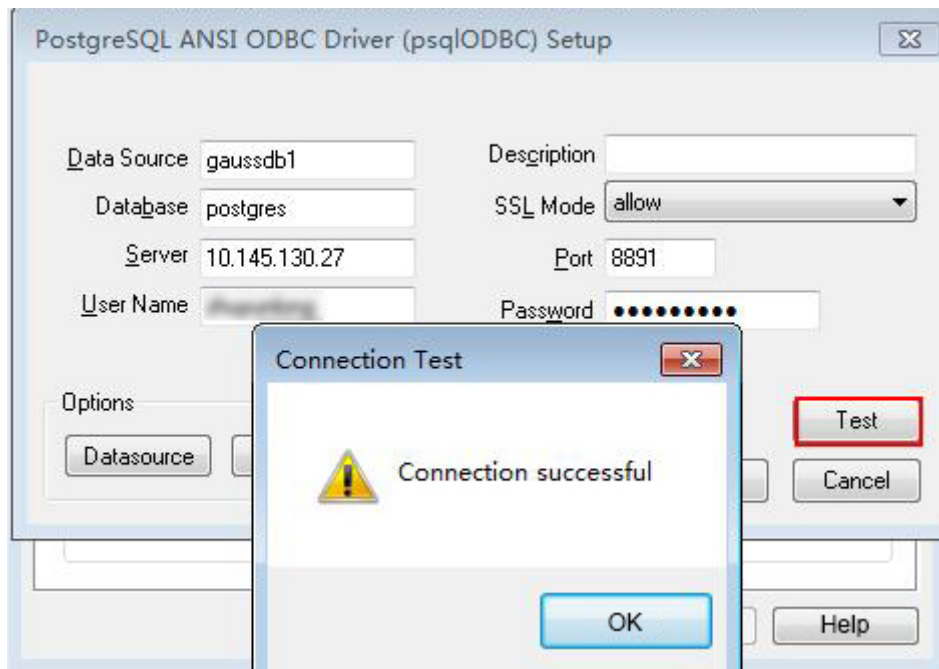 PostgreSQL ANSI ODBC Driver (psqlODBC) Setup
Data Source gaussdb1 Description
Database postgres SSL Mode allow
Server 10.145.130.27 Port 8891
User Name Password •••••••••
Connection Test
Options
Test
Datasource
Connection successful
Cancel
OK
Help